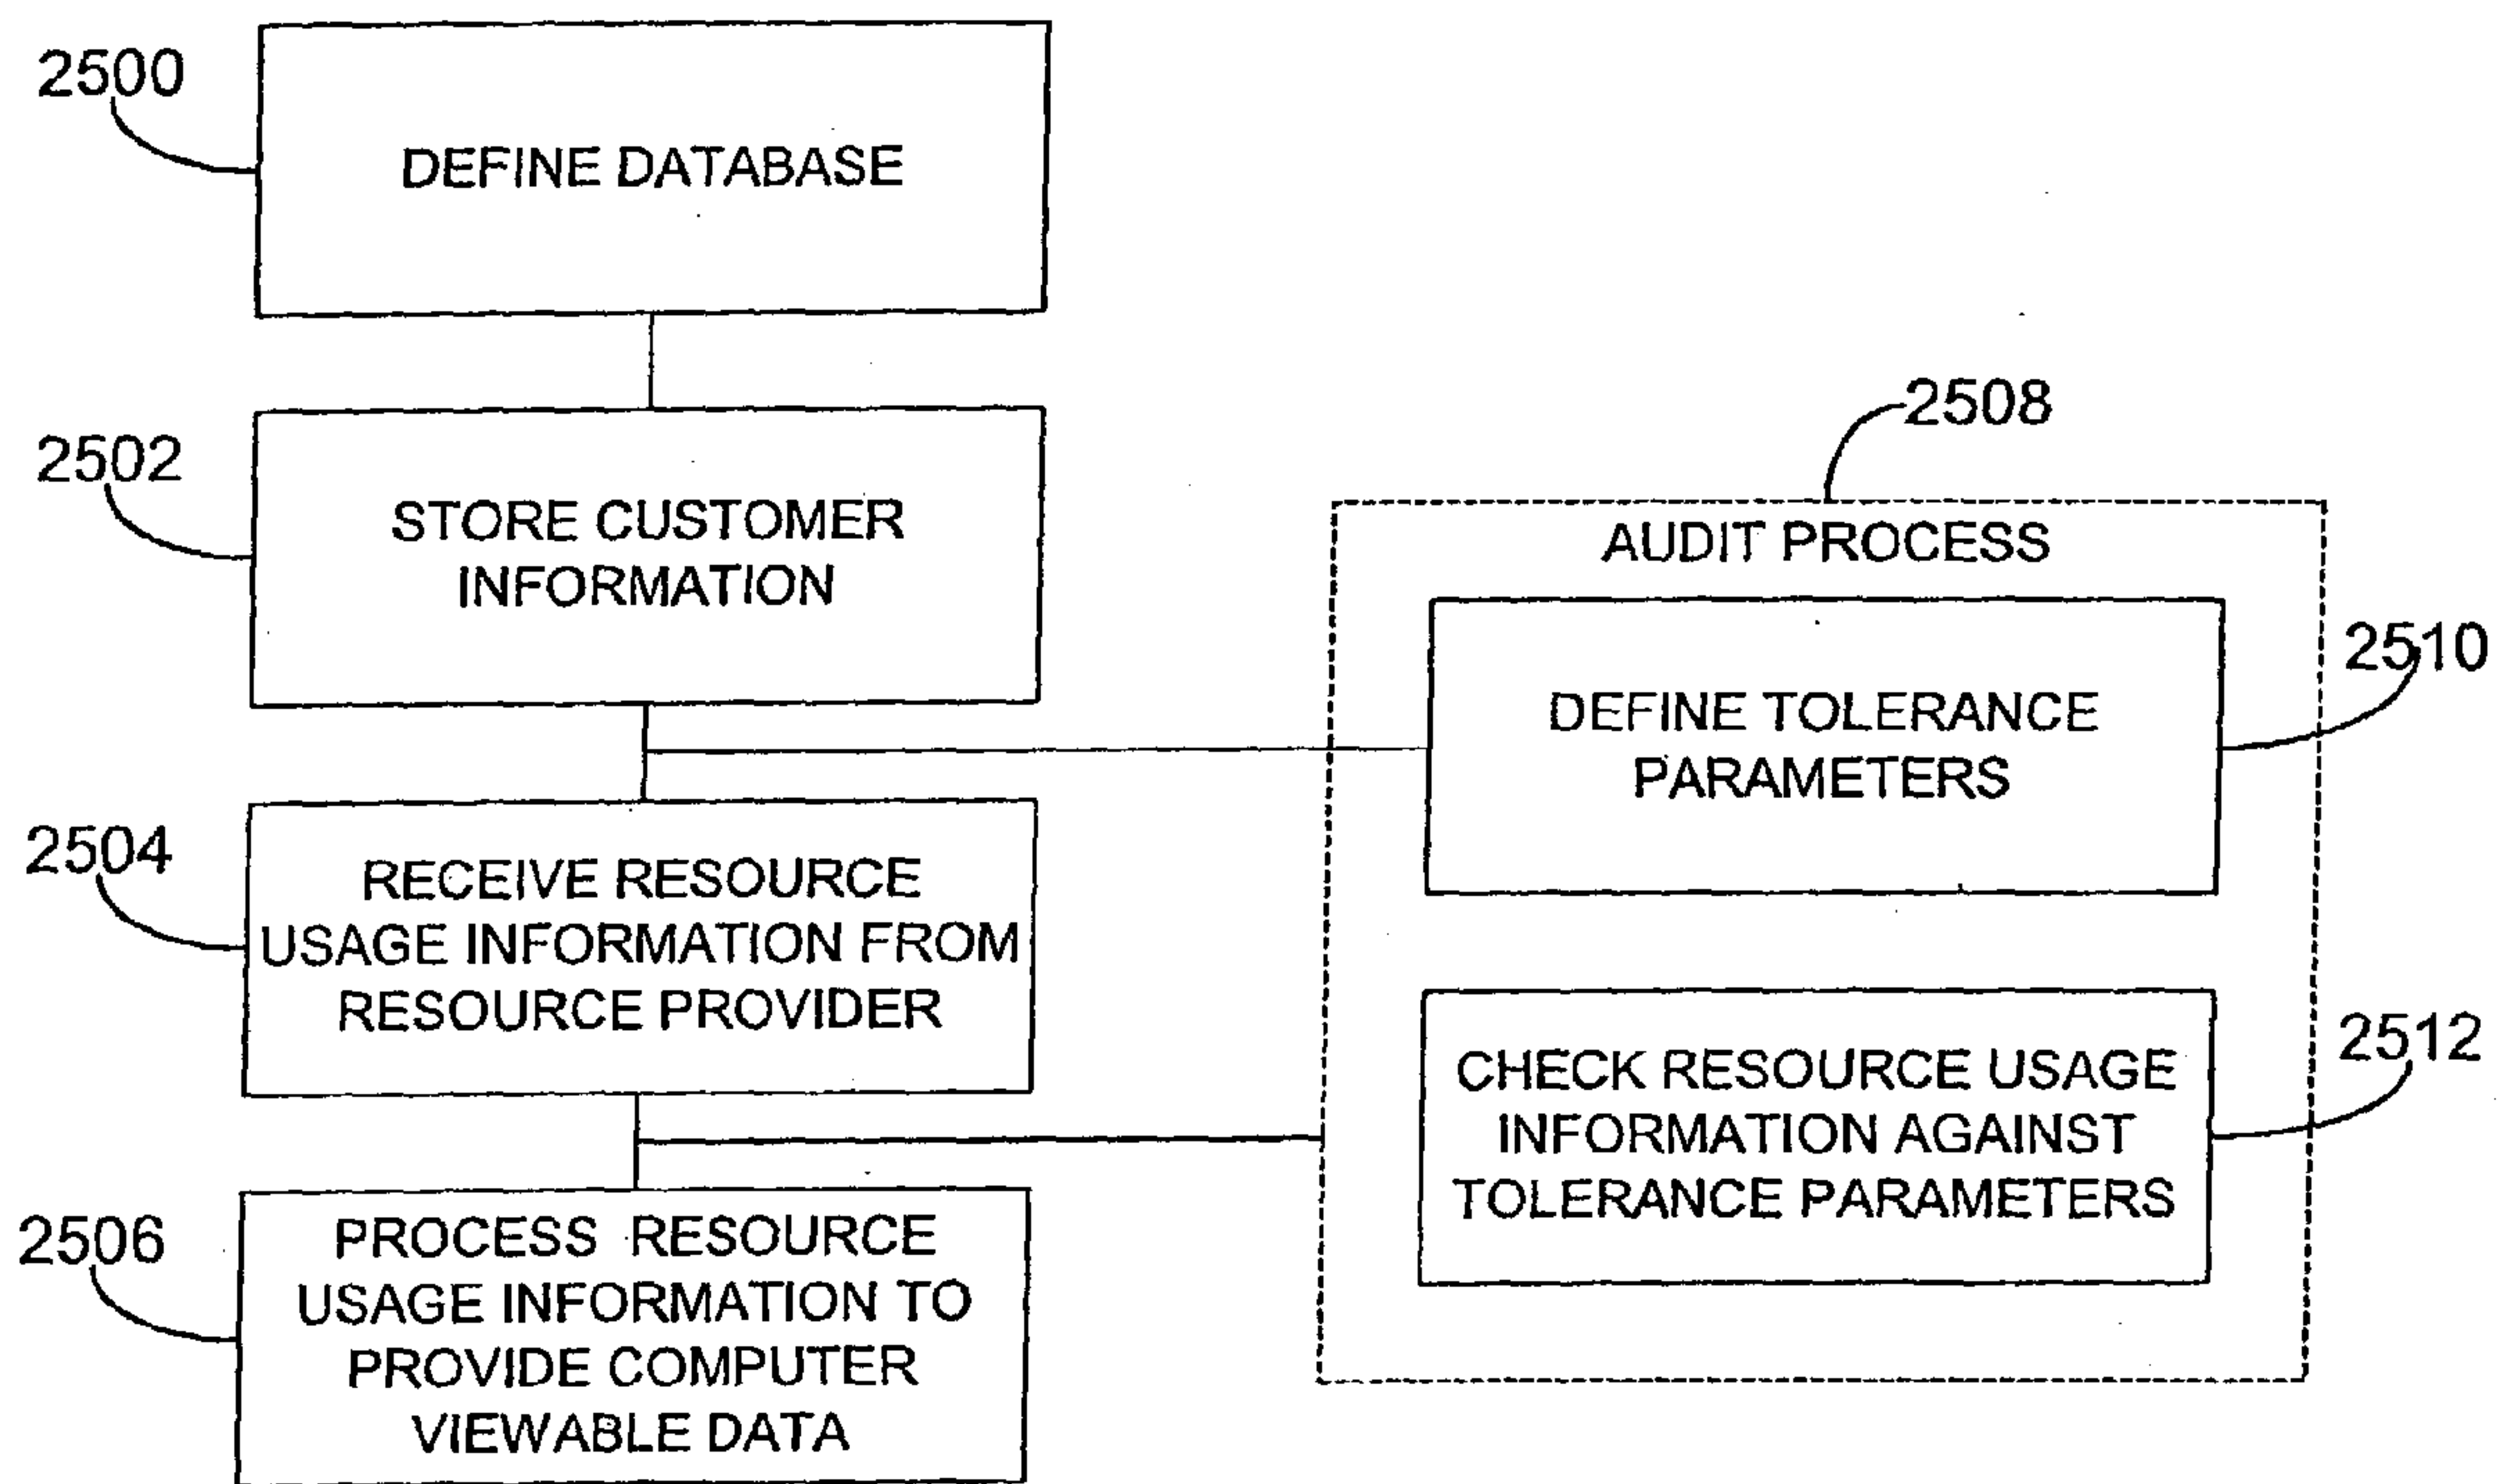 2500
DEFINE DATABASE
2502
STORE CUSTOMER
INFORMATION
2504
RECEIVE RESOURCE
USAGE INFORMATION FROM
RESOURCE PROVIDER
2506
PROCESS RESOURCE
USAGE INFORMATION TO
PROVIDE COMPUTER
VIEWABLE DATA
2508
AUDIT PROCESS
2510
DEFINE TOLERANCE
PARAMETERS
2512
CHECK RESOURCE USAGE
INFORMATION AGAINST
TOLERANCE PARAMETERS